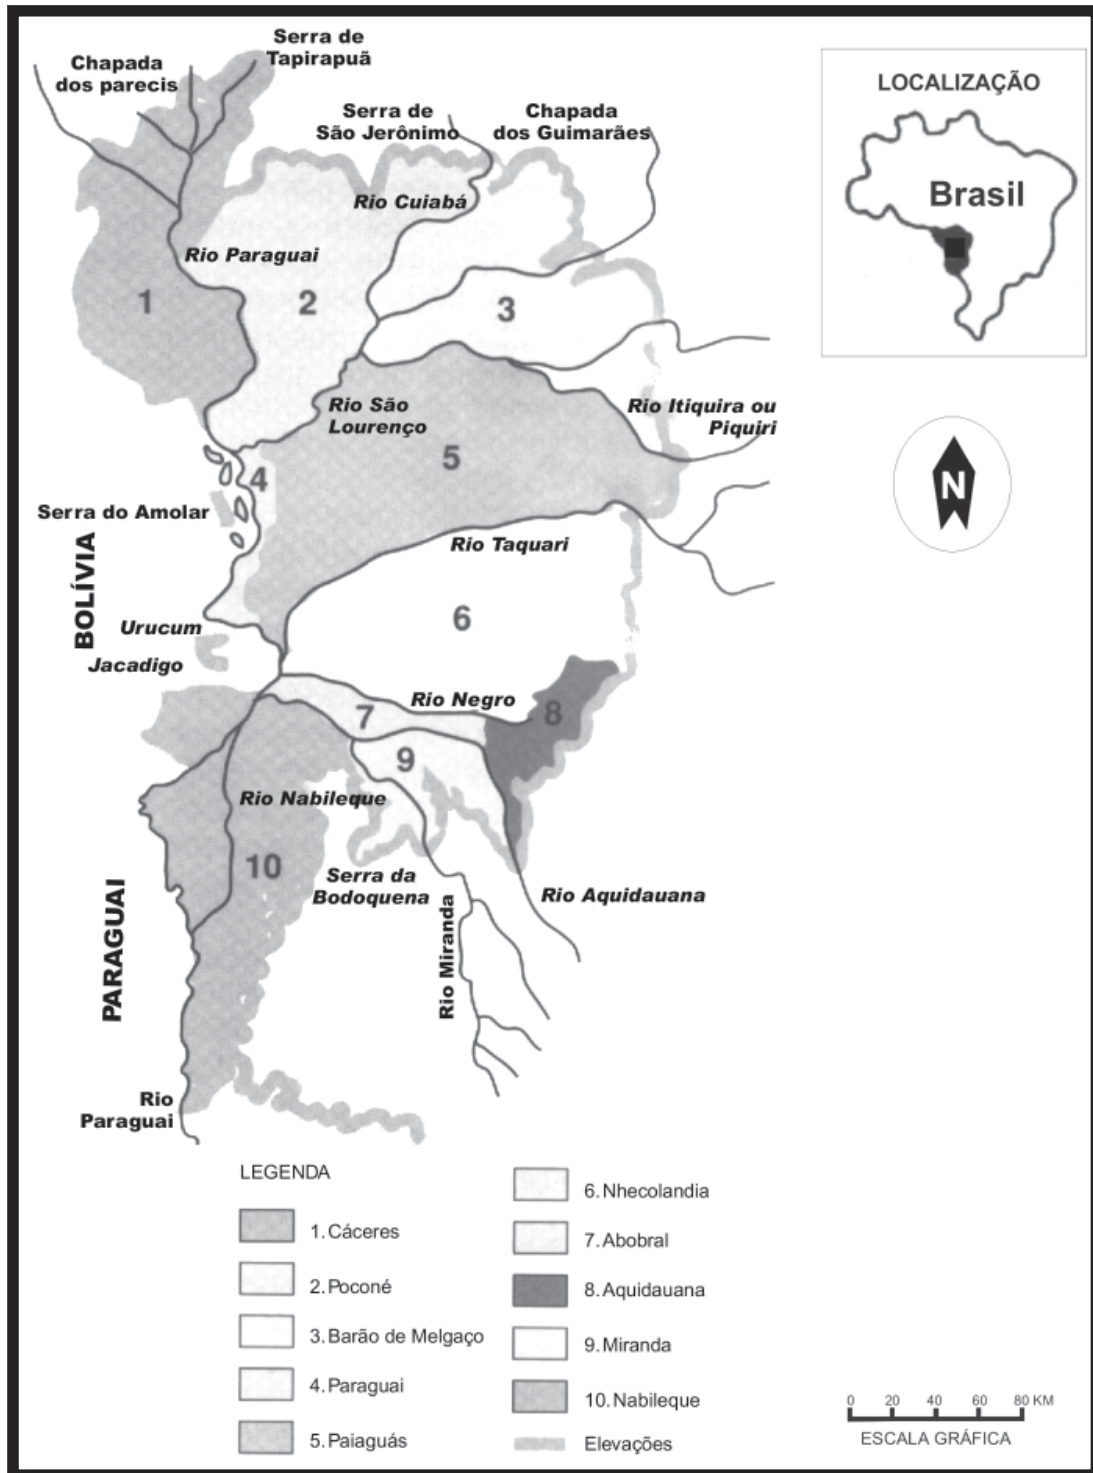 Serra de
Tapirapuã
Chapada
dos parecis
Serra de
São Jerônimo
Chapada
dos Guimarães
LOCALIZAÇÃO
Brasil
Rio Cuiabá
Rio Paraguai
1
2
3
Rio São
Lourenço
Rio Itiquira ou
Piquiri
5
4
N
Serra do Amolar
Rio Taquari
BOLÍVIA
6
Urucum
Jacadigo
Rio Negro
7
8
9
Rio Nabileque
10
Serra da
Bodoquena
Rio Aquidauana
Rio Miranda
PARAGUAI
Rio
Paraguai
LEGENDA
1. Cáceres
2. Poconé
3. Barão de Melgaço
4. Paraguai
5. Paiaguás
6. Nhecolandia
7. Abobral
8. Aquidauana
9. Miranda
10. Nabileque
Elevações
0 20 40 60 80 KM
ESCALA GRÁFICA